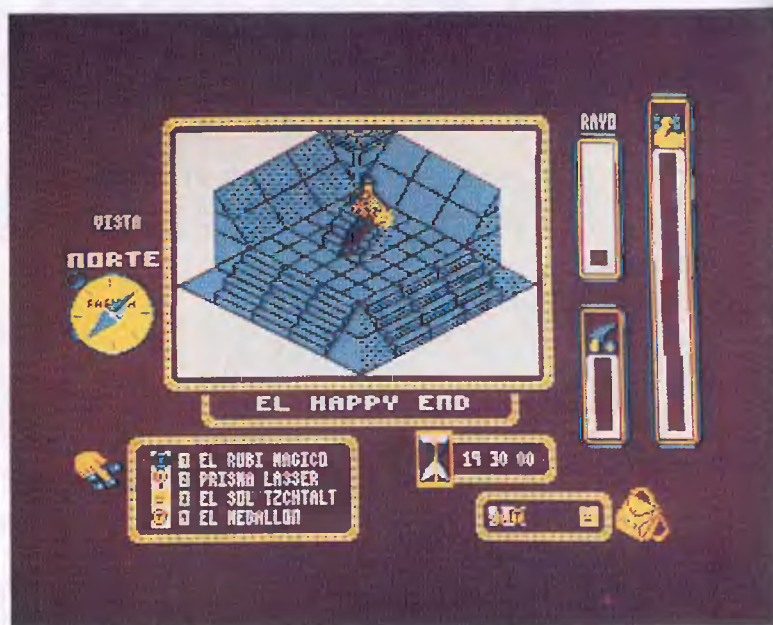 RAYO
VISTA
NORTE
EL HAPPY END
EL RUBI MAGICO
PRISMA LASSER
EL SOL TZCHTALT
EL MEDALLON
19 30 00